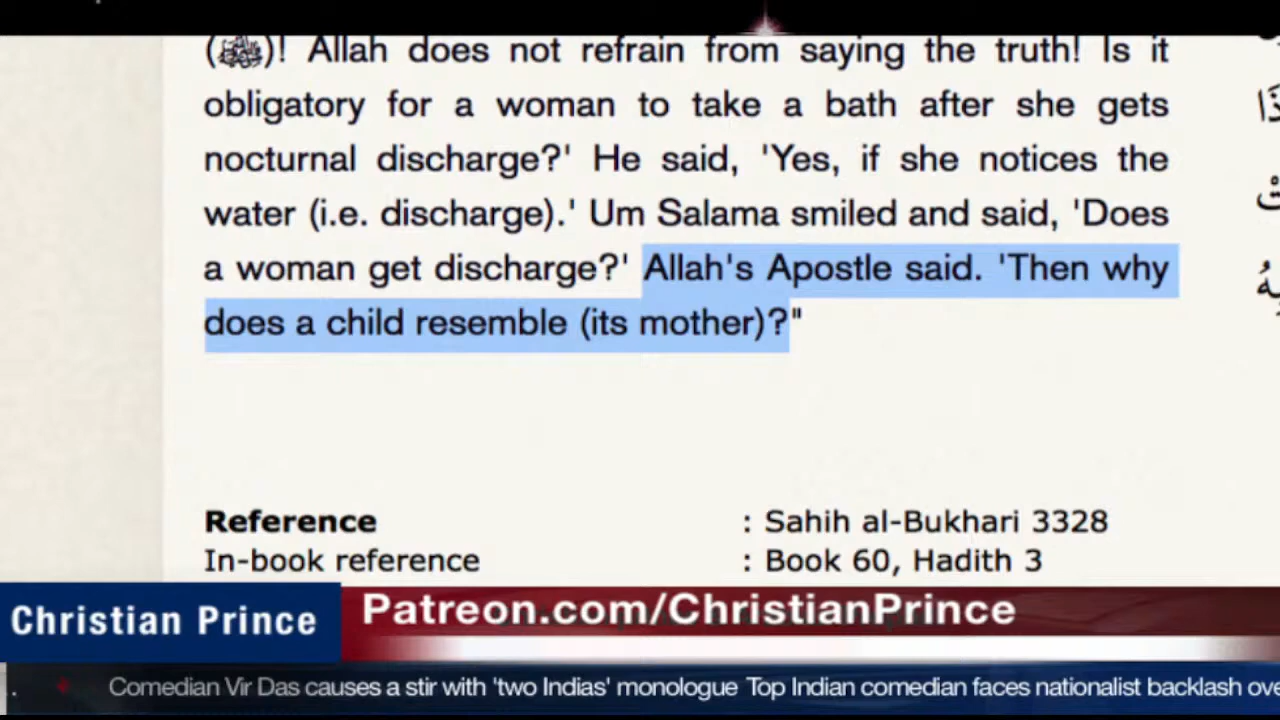 (ﷺ)! Allah does not refrain from saying the truth! Is it
obligatory for a woman to take a bath after she gets
nocturnal discharge?' He said, 'Yes, if she notices the
water (i.e. discharge).' Um Salama smiled and said, 'Does
a woman get discharge?' Allah's Apostle said. 'Then why
does a child resemble (its mother)?"
Reference : Sahih al-Bukhari 3328
In-book reference : Book 60, Hadith 3
Christian Prince
Patreon.com/ChristianPrince
Comedian Vir Das causes a stir with 'two Indias' monologue Top Indian comedian faces nationalist backlash ove